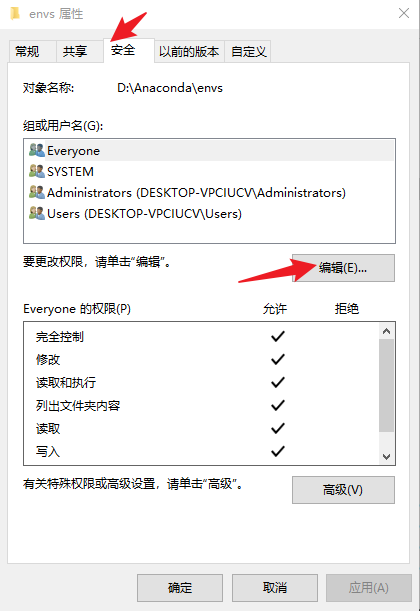 envs 属性
常规 共享 安全 以前的版本 自定义
对象名称: D:\Anaconda\envs
组或用户名(G):
Everyone
SYSTEM
Administrators (DESKTOP-VPCIUCV\Administrators)
Users (DESKTOP-VPCIUCV\Users)
要更改权限，请单击"编辑"。 编辑(E)...
Everyone 的权限(P) 允许 拒绝
完全控制
修改
读取和执行
列出文件夹内容
读取
写入
有关特殊权限或高级设置，请单击"高级"。 高级(V)
确定 取消 应用(A)